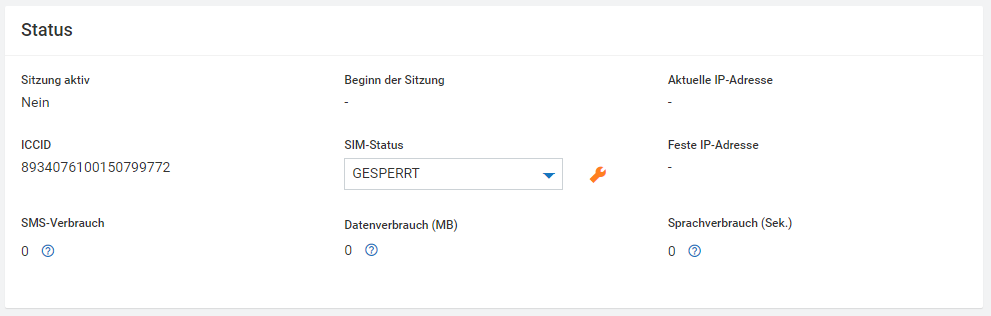 Status
Sitzung aktiv
Nein
Beginn der Sitzung
-
Aktuelle IP-Adresse
-
ICCID
8934076100150799772
SIM-Status
GESPERRT
Feste IP-Adresse
-
SMS-Verbrauch
0
Datenverbrauch (MB)
0
Sprachverbrauch (Sek.)
0